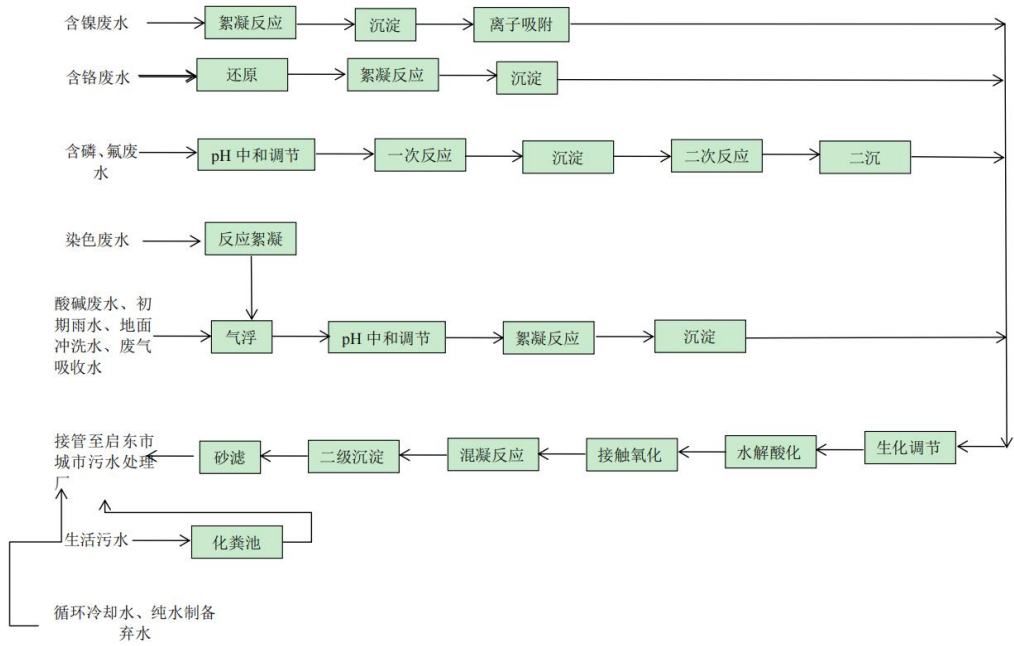 含镍废水
絮凝反应
沉淀
离子吸附
含铬废水
还原
絮凝反应
沉淀
含磷、氟废
水
pH 中和调节
一次反应
沉淀
二次反应
二沉
染色废水
反应絮凝
酸碱废水、初
期雨水、地面
冲洗水、废气
吸收水
气浮
pH 中和调节
絮凝反应
沉淀
接管至启东市
城市污水处理
厂
砂滤
二级沉淀
混凝反应
接触氧化
水解酸化
生化调节
生活污水
化粪池
循环冷却水、纯水制备
弃水